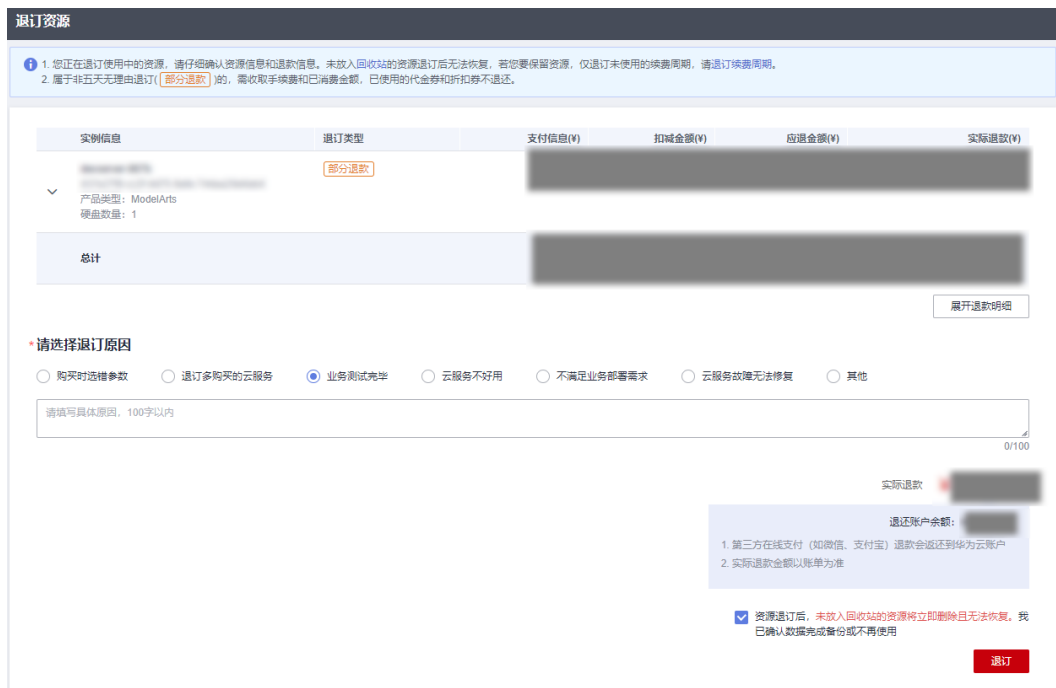 退订资源
1. 您正在退订使用中的资源，请仔细确认资源信息和退款信息。未放入回收站的资源退订后无法恢复，若您要保留资源，仅退订未使用的续费周期，请退订续费周期。
2. 属于非五天无理由退订( 部分退款 )的，需收取手续费和已消费金额，已使用的代金券和折扣券不退还。
实例信息 退订类型 支付信息(¥) 扣减金额(¥) 应退金额(¥) 实际退款(¥)
部分退款
产品类型：ModelArts
硬盘数量：1
总计
展开退款明细
*请选择退订原因
购买时选错参数 退订多购买的云服务 业务测试完毕 云服务不好用 不满足业务部署需求 云服务故障无法修复 其他
请填写具体原因，100字以内
0/100
实际退款
退还账户余额：
1. 第三方在线支付（如微信、支付宝）退款会返还到华为云账户
2. 实际退款金额以账单为准
资源退订后，未放入回收站的资源将立即删除且无法恢复。我
已确认数据完成备份或不再使用
退订